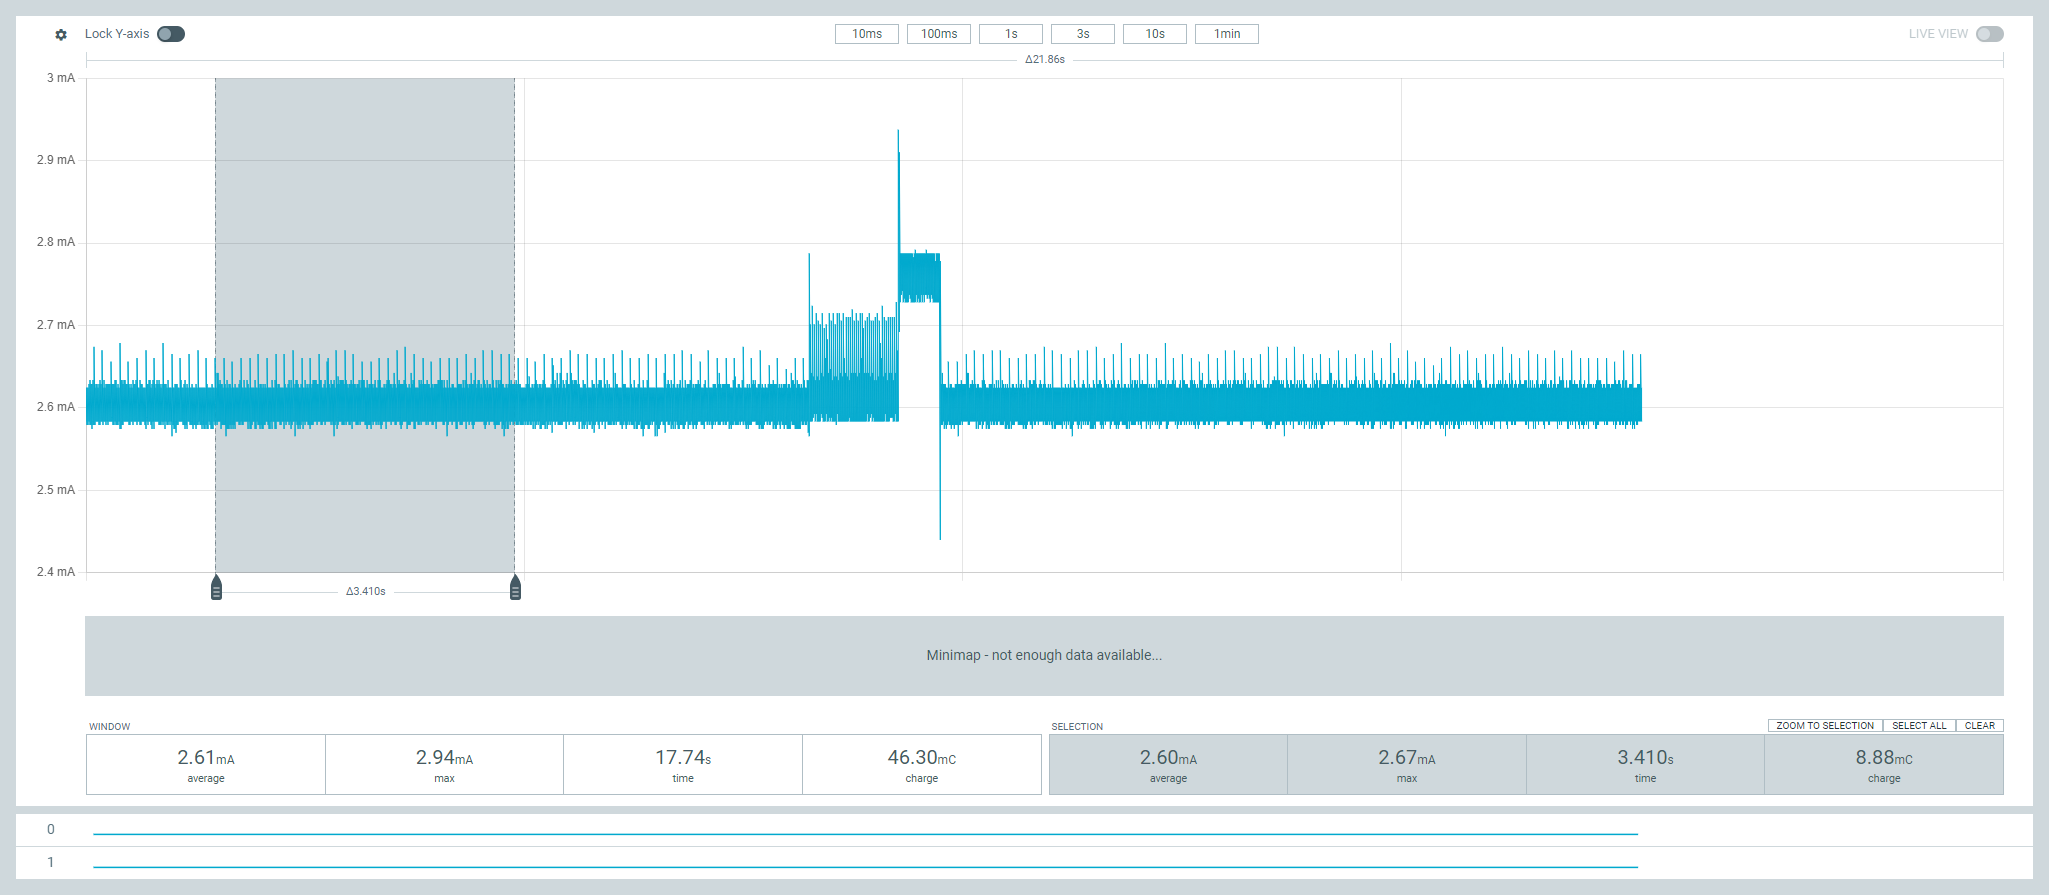 Lock Y-axis 10ms 100ms 1s 3s 10s 1min LIVE VIEW
Δ21.86s
3 mA
2.9 mA
2.8 mA
2.7 mA
2.6 mA
2.5 mA
2.4 mA
Δ3.410s
Minimap - not enough data available...
WINDOW
2.61mA 2.94mA 17.74s 46.30mC
average max time charge
SELECTION ZOOM TO SELECTION SELECT ALL CLEAR
2.60mA 2.67mA 3.410s 8.88mC
average max time charge
0
1